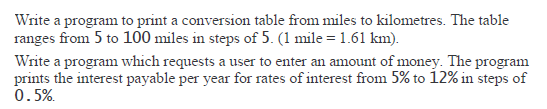 Write a program to print a conversion table from miles to kilometres. The table
ranges from 5 to 100 miles in steps of 5. (1 mile = 1.61 km).
Write a program which requests a user to enter an amount of money. The program
prints the interest payable per year for rates of interest from 5% to 12% in steps of
0.5%.